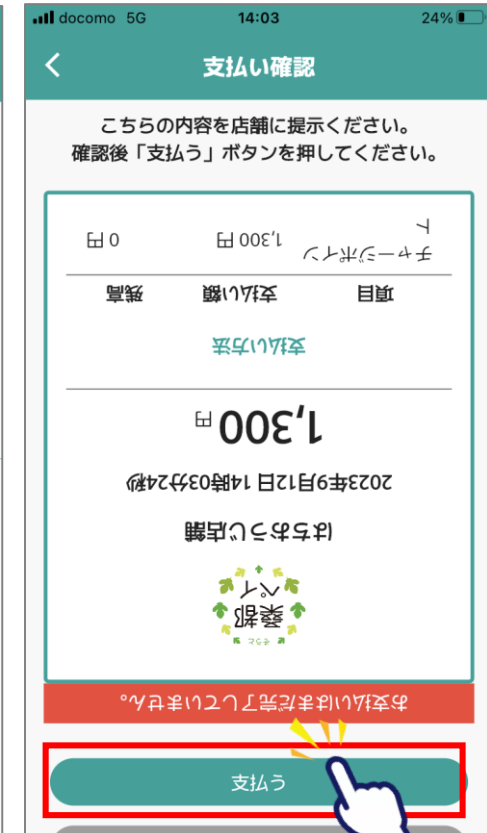 docomo 5G 14:03 24%
支払い確認
こちらの内容を店舗に提示ください。
確認後「支払う」ボタンを押してください。
お支払いはまだ完了していません。
桑都
ペイ
そうと
はちおうじ店舗
2023年9月12日 14時03分24秒
1,300円
支払い方法
項目 支払い額 残高
チャージポイン
ト 1,300円 0円
支払う